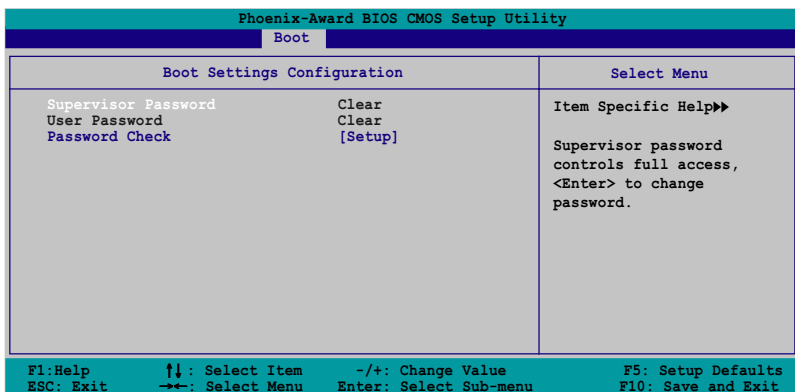 Phoenix-Award BIOS CMOS Setup Utility
Boot
Boot Settings Configuration
Select Menu
Supervisor Password Clear
User Password Clear
Password Check [Setup]
Item Specific Help▶▶
Supervisor password
controls full access,
<Enter> to change
password.
F1:Help ↑↓: Select Item -/+: Change Value F5: Setup Defaults
ESC: Exit →←: Select Menu Enter: Select Sub-menu F10: Save and Exit